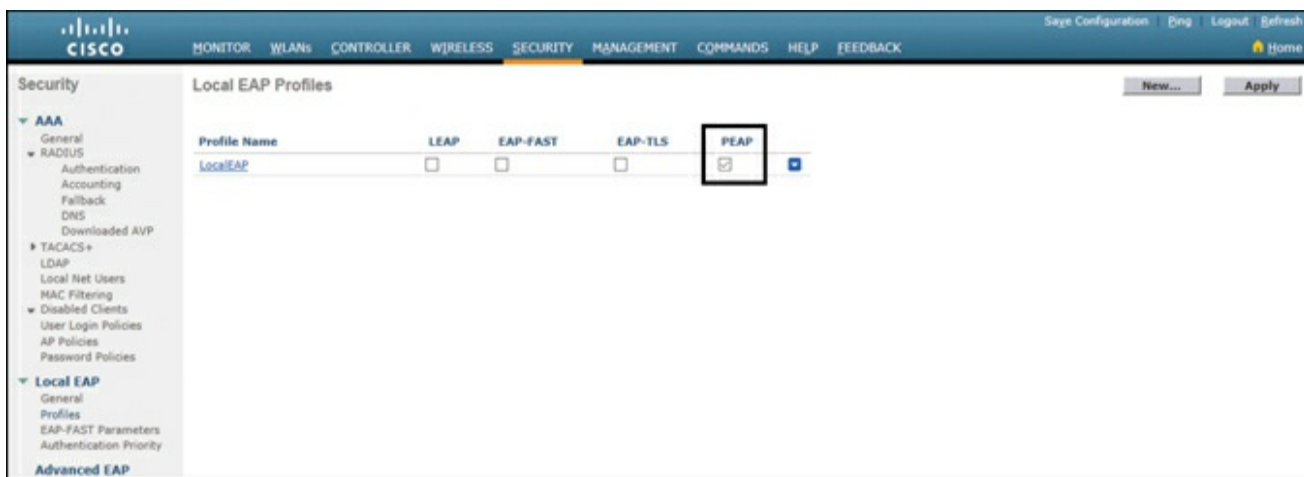 Save Configuration Ping Logout Refresh
CISCO MONITOR WLANs CONTROLLER WIRELESS SECURITY MANAGEMENT COMMANDS HELP FEEDBACK Home
Security
Local EAP Profiles New... Apply
AAA
General
RADIUS
Authentication
Accounting
Fallback
DNS
Downloaded AVP
TACACS+
LDAP
Local Net Users
MAC Filtering
Disabled Clients
User Login Policies
AP Policies
Password Policies
Local EAP
General
Profiles
EAP-FAST Parameters
Authentication Priority
Advanced EAP
Profile Name LEAP EAP-FAST EAP-TLS PEAP
LocalEAP